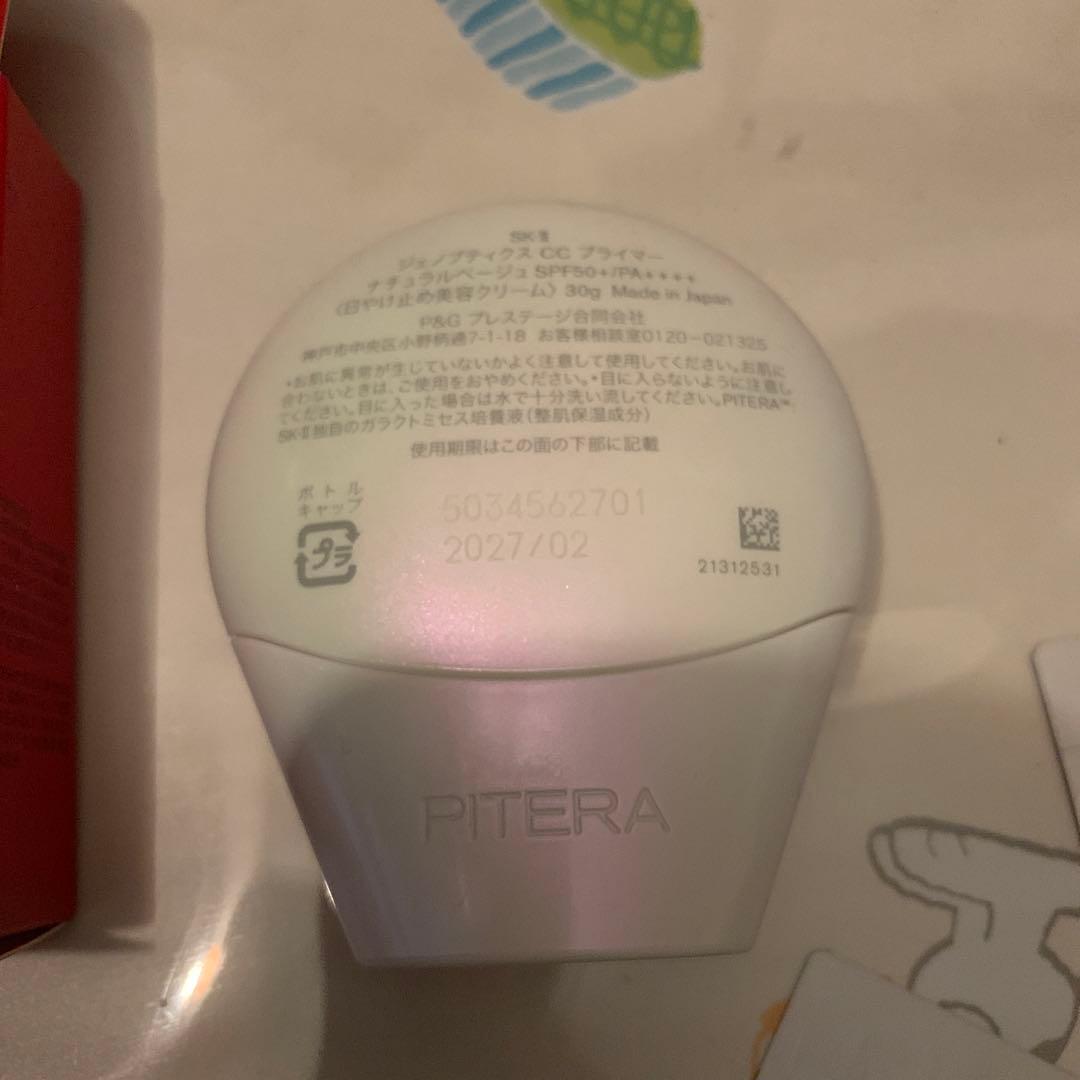 SK-II
ジェノプティクス CC プライマー
ナチュラルベージュ SPF50+/PA++++
〈日やけ止め美容クリーム〉 30g Made in Japan
P&G プレステージ合同会社
神戸市中央区小野柄通7-1-18 お客様相談室0120-021325
•お肌に異常が生じていないかよく注意して使用してください。お肌に
合わないときは、ご使用をおやめください。•目に入らないように注意し
てください。目に入った場合は水で十分洗い流してください。PITERA™:
SK-II独自のガラクトミセス培養液(整肌保湿成分)
使用期限はこの面の下部に記載
ボトル
キャップ
プラ
5034562701
2027/02
21312531
PITERA